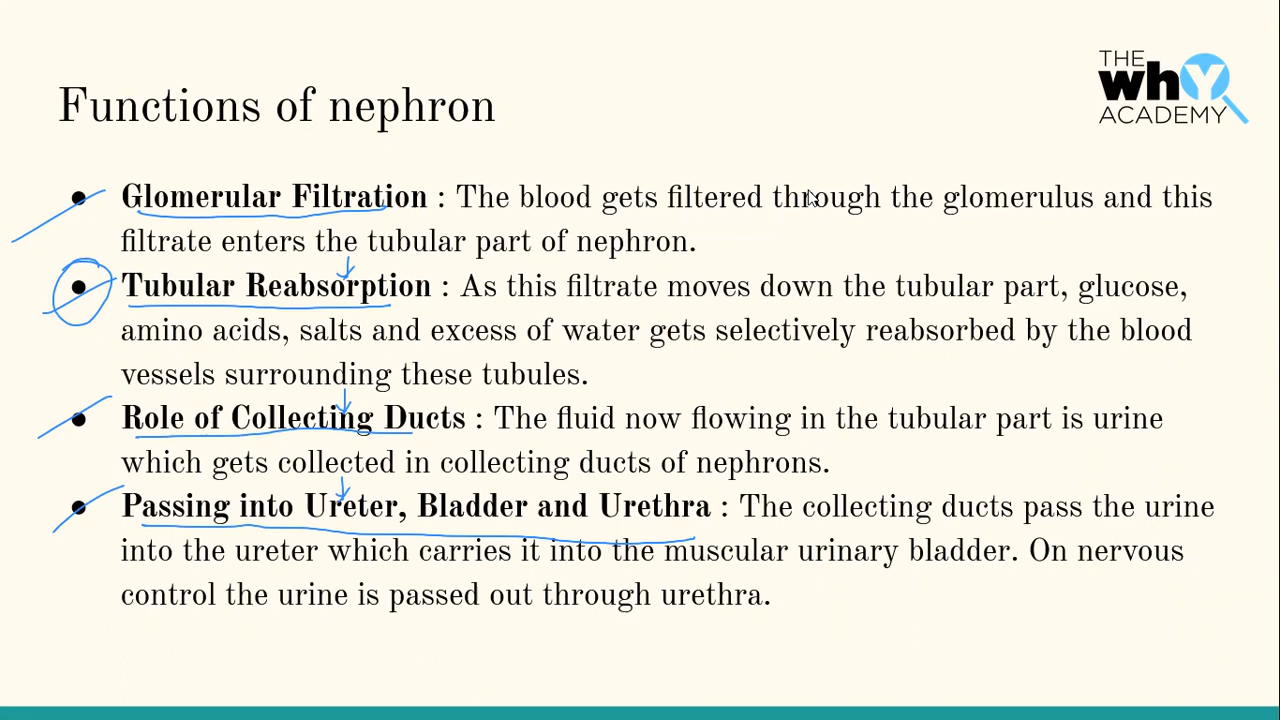 THE
whY
ACADEMY
Functions of nephron
● Glomerular Filtration : The blood gets filtered through the glomerulus and this
filtrate enters the tubular part of nephron.
● Tubular Reabsorption : As this filtrate moves down the tubular part, glucose,
amino acids, salts and excess of water gets selectively reabsorbed by the blood
vessels surrounding these tubules.
● Role of Collecting Ducts : The fluid now flowing in the tubular part is urine
which gets collected in collecting ducts of nephrons.
● Passing into Ureter, Bladder and Urethra : The collecting ducts pass the urine
into the ureter which carries it into the muscular urinary bladder. On nervous
control the urine is passed out through urethra.